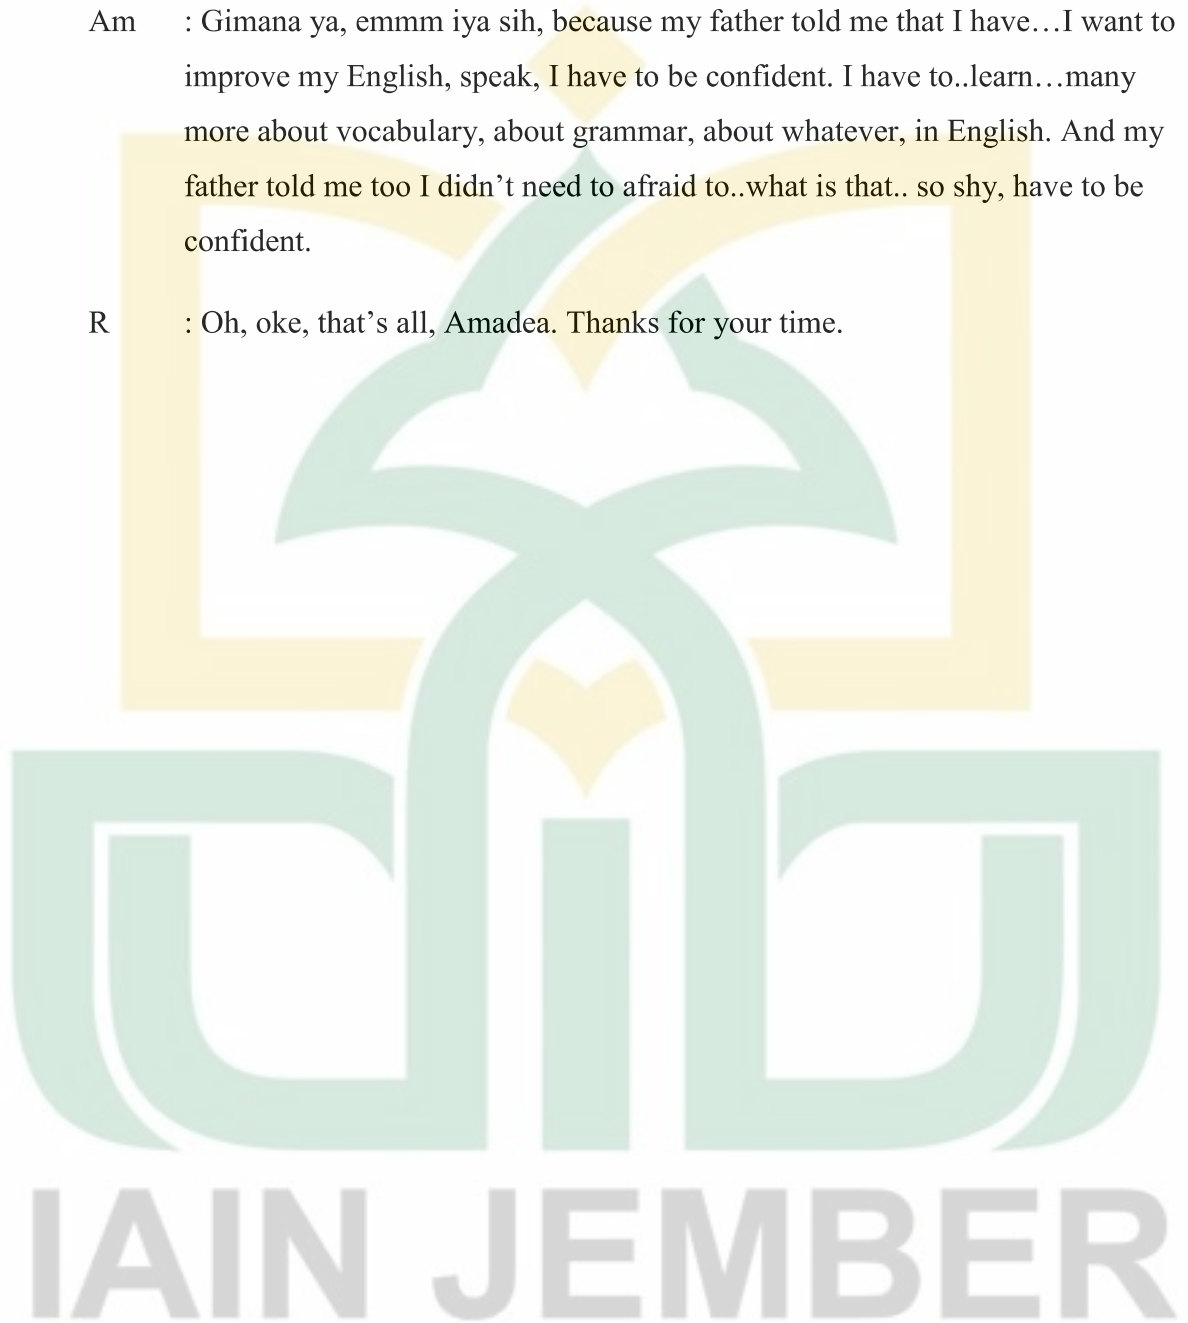 Am : Gimana ya, emmm iya sih, because my father told me that I have…I want to
improve my English, speak, I have to be confident. I have to..learn…many
more about vocabulary, about grammar, about whatever, in English. And my
father told me too I didn’t need to afraid to..what is that.. so shy, have to be
confident.
R : Oh, oke, that’s all, Amadea. Thanks for your time.
IAIN JEMBER